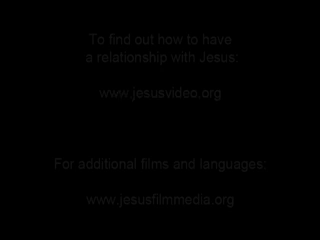 To find out how to have
a relationship with Jesus:
www.jesusvideo.org
For additional films and languages:
www.jesusfilmmedia.org